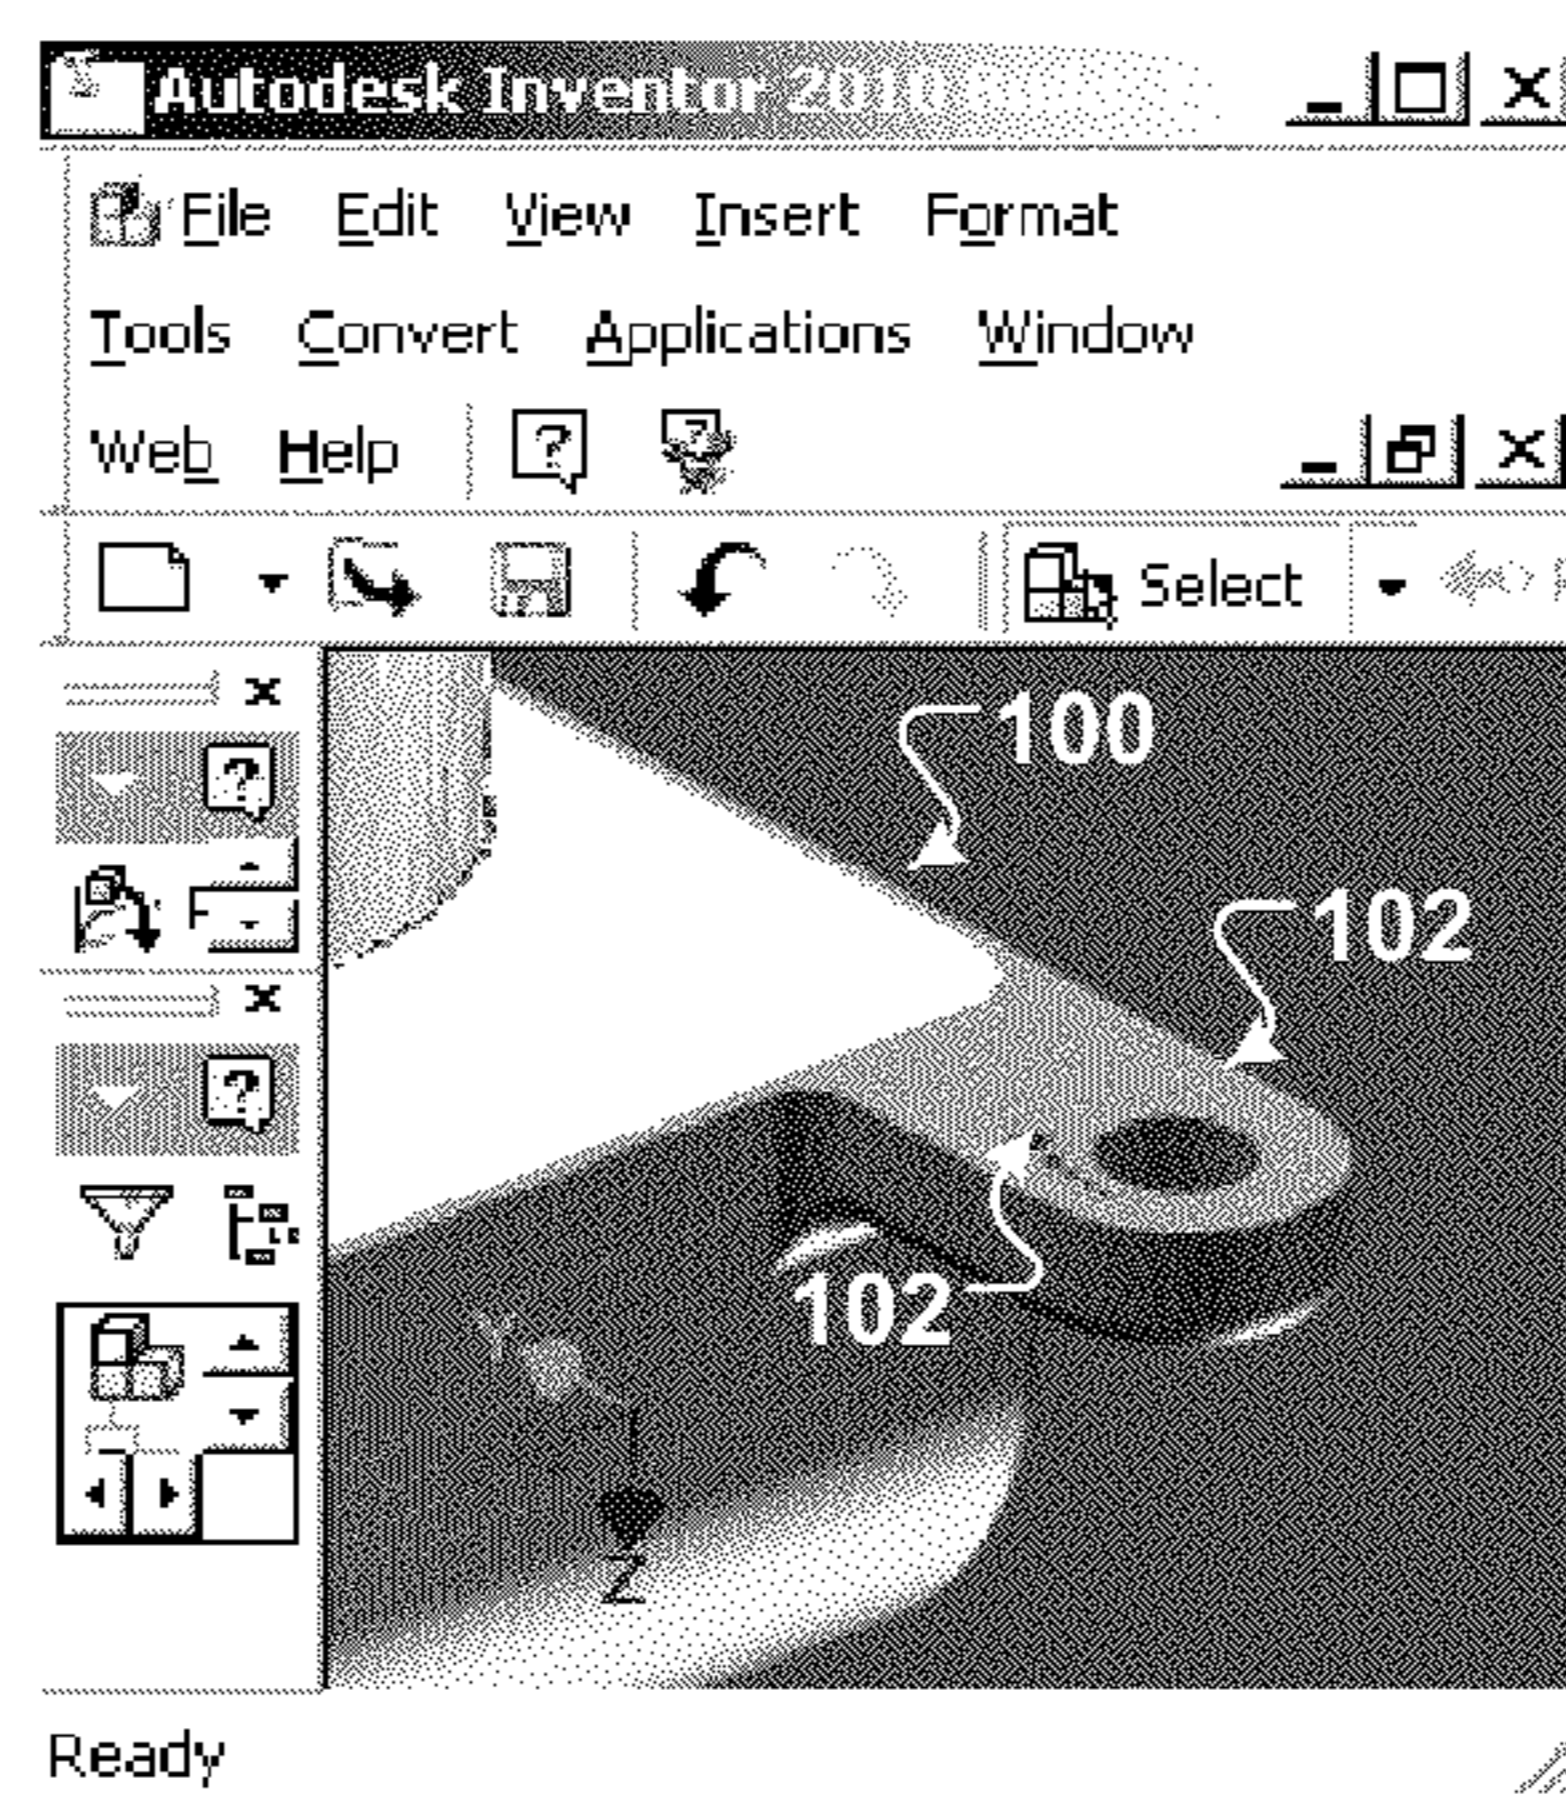 Autodesk Inventor 2010
File Edit View Insert Format
Tools Convert Applications Window
Web Help
Select
100
102
102
Y
Z
Ready